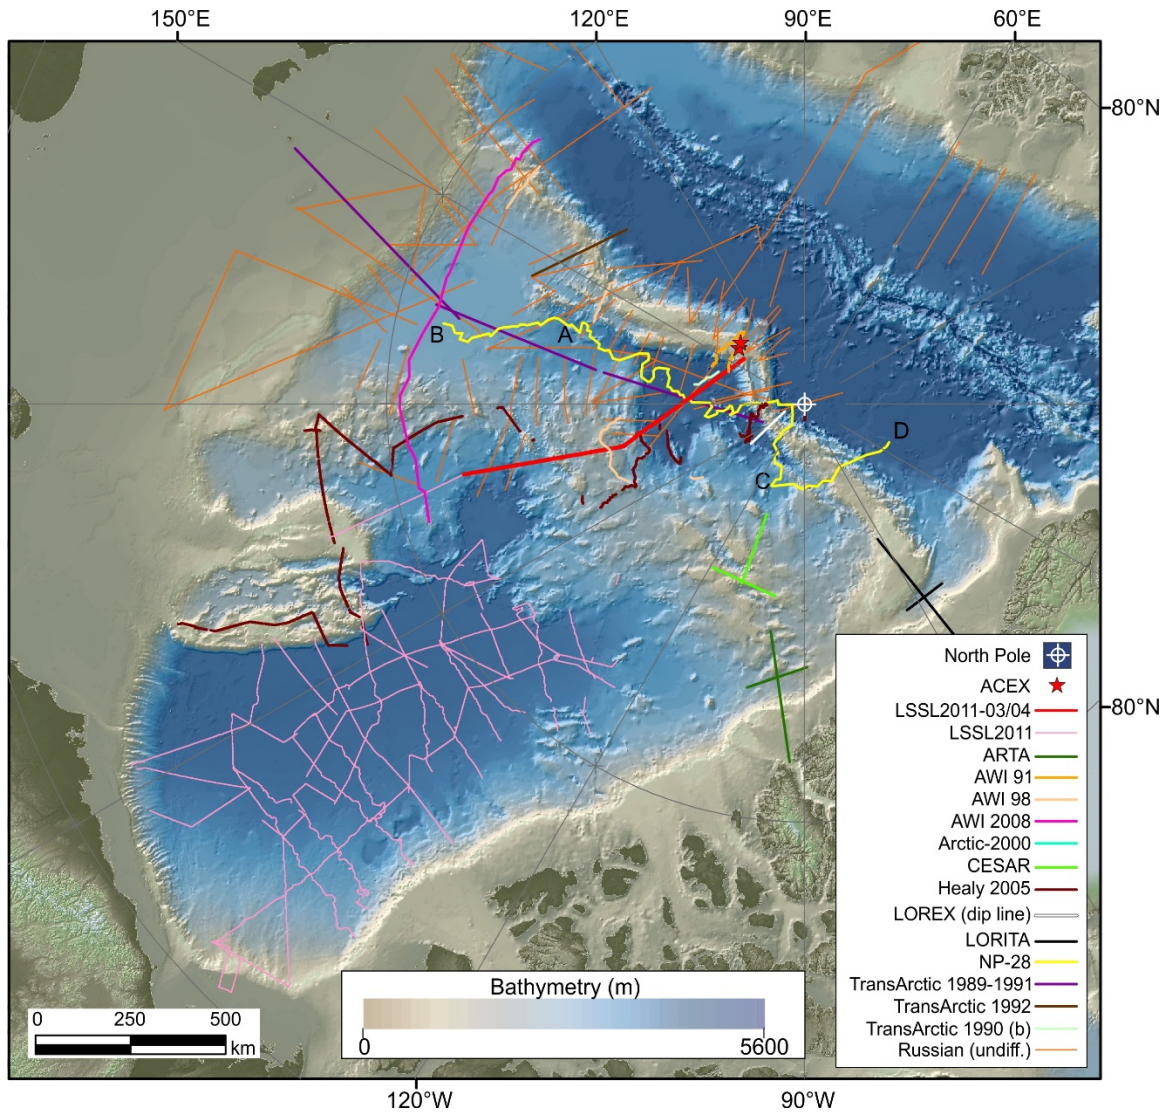 150°E 120°E 90°E 60°E
80°N
B A
D
C
80°N
North Pole
ACEX
LSSL2011-03/04
LSSL2011
ARTA
AWI 91
AWI 98
AWI 2008
Arctic-2000
CESAR
Healy 2005
LOREX (dip line)
LORITA
NP-28
TransArctic 1989-1991
TransArctic 1992
TransArctic 1990 (b)
Russian (undiff.)
Bathymetry (m)
0 5600
0 250 500
km
120°W 90°W